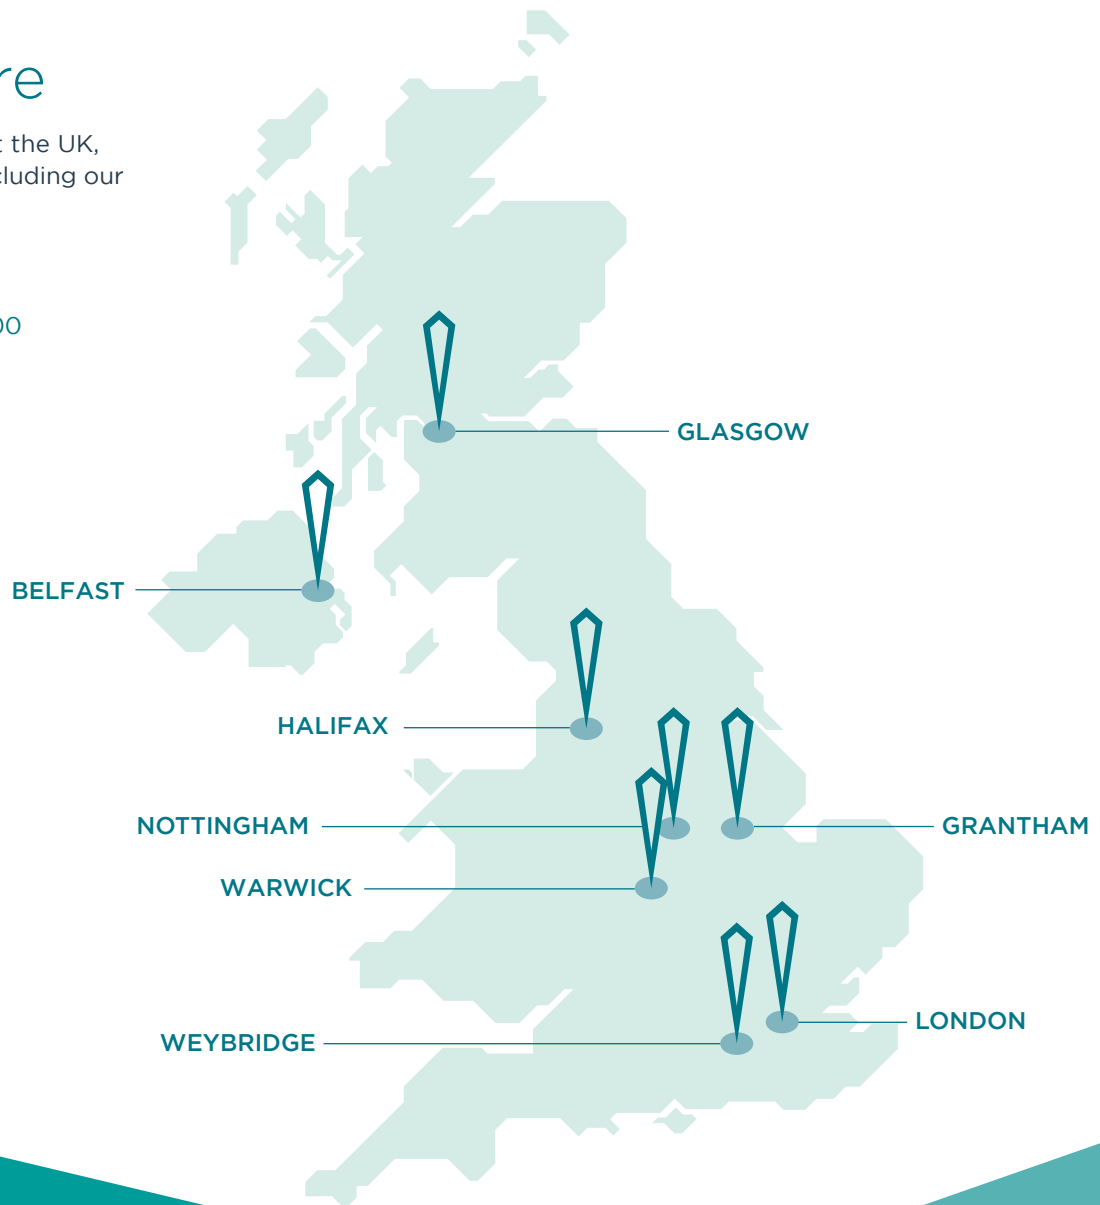 re
t the UK,
cluding our
00
GLASGOW
BELFAST
HALIFAX
NOTTINGHAM
GRANTHAM
WARWICK
LONDON
WEYBRIDGE